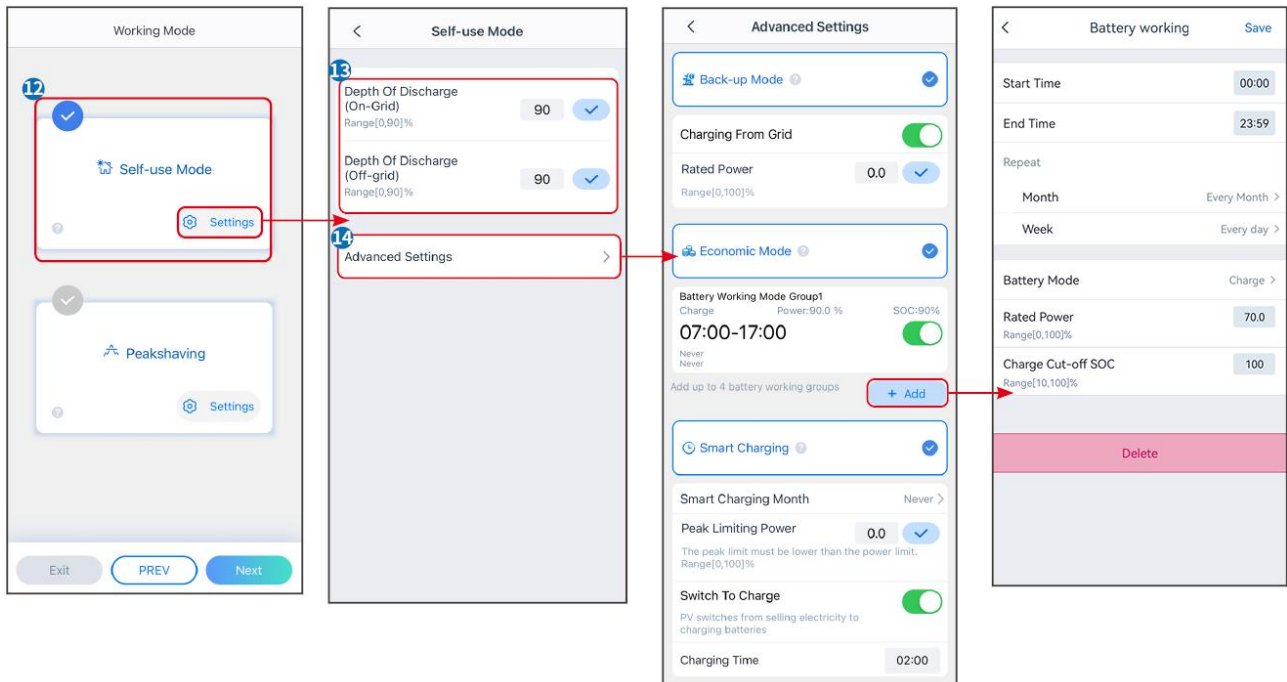 Working Mode
12
Self-use Mode
Settings
Peakshaving
Settings
Exit
PREV
Next
Self-use Mode
13
Depth Of Discharge
(On-Grid)
90
Range[0,90]%
Depth Of Discharge
(Off-grid)
90
Range[0,90]%
14
Advanced Settings
Advanced Settings
Back-up Mode
Charging From Grid
Rated Power
0.0
Range[0,100]%
Economic Mode
Battery Working Mode Group1
Charge Power:90.0 % SOC:90%
07:00-17:00
Never
Never
Add up to 4 battery working groups
+ Add
Smart Charging
Smart Charging Month Never
Peak Limiting Power
0.0
The peak limit must be lower than the power limit.
Range[0,100]%
Switch To Charge
PV switches from selling electricity to
charging batteries
Charging Time 02:00
Battery working Save
Start Time 00:00
End Time 23:59
Repeat
Month Every Month
Week Every day
Battery Mode Charge
Rated Power 70.0
Range[0,100]%
Charge Cut-off SOC 100
Range[10,100]%
Delete